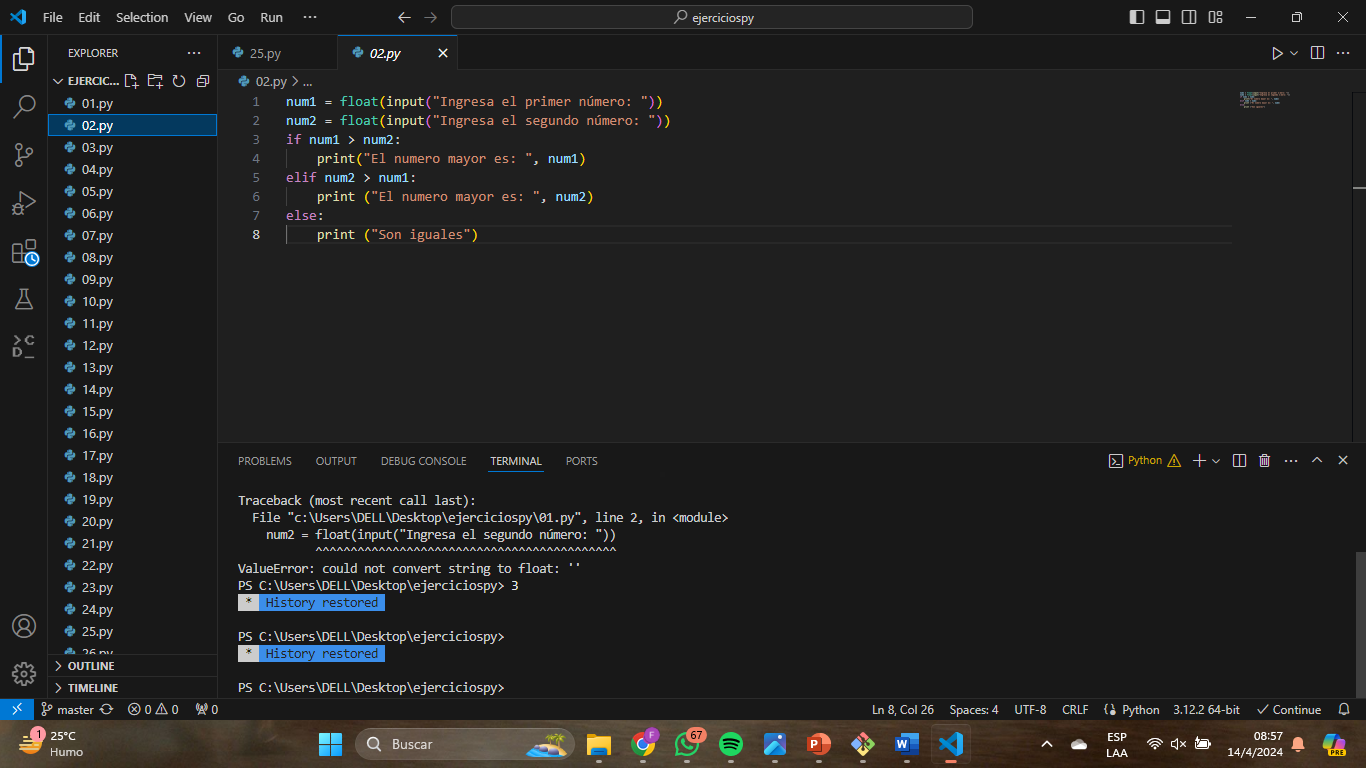 File Edit Selection View Go Run ···
ejerciciospy
EXPLORER ···
EJERCIC...
01.py
02.py
03.py
04.py
05.py
06.py
07.py
08.py
09.py
10.py
11.py
12.py
13.py
14.py
15.py
16.py
17.py
18.py
19.py
20.py
21.py
22.py
23.py
24.py
25.py
26.py
OUTLINE
TIMELINE
25.py 02.py
02.py > ...
1 num1 = float(input("Ingresa el primer número: "))
2 num2 = float(input("Ingresa el segundo número: "))
3 if num1 > num2:
4 print("El numero mayor es: ", num1)
5 elif num2 > num1:
6 print ("El numero mayor es: ", num2)
7 else:
8 print ("Son iguales")
PROBLEMS OUTPUT DEBUG CONSOLE TERMINAL PORTS
Python
Traceback (most recent call last):
File "c:\Users\DELL\Desktop\ejerciciospy\01.py", line 2, in <module>
num2 = float(input("Ingresa el segundo número: "))
^^^^^^^^^^^^^^^^^^^^^^^^^^^^^^^^^^^^^^^^^^^
ValueError: could not convert string to float: ''
PS C:\Users\DELL\Desktop\ejerciciospy> 3
* History restored
PS C:\Users\DELL\Desktop\ejerciciospy>
* History restored
PS C:\Users\DELL\Desktop\ejerciciospy>
master 0 0 0
Ln 8, Col 26 Spaces: 4 UTF-8 CRLF Python 3.12.2 64-bit Continue
1
25°C
Humo
Buscar
F
67
ESP
LAA
08:57
14/4/2024
PRE